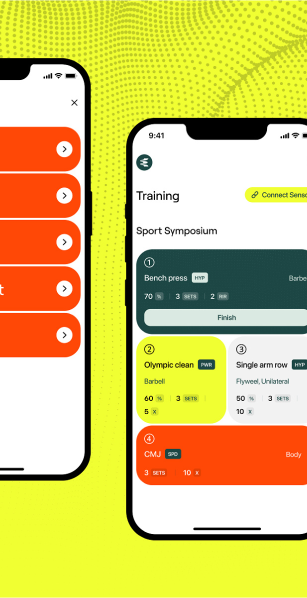 t
9:41
Training
Connect Senso
Sport Symposium
1
Bench press HYP Barbe
70 % 3 SETS 2 RIR
Finish
2
Olympic clean PWR
Barbell
60 % 3 SETS
5 X
3
Single arm row HYP
Flyweel, Unilateral
50 % 3 SETS
10 X
4
CMJ SPD Body
3 SETS 10 X